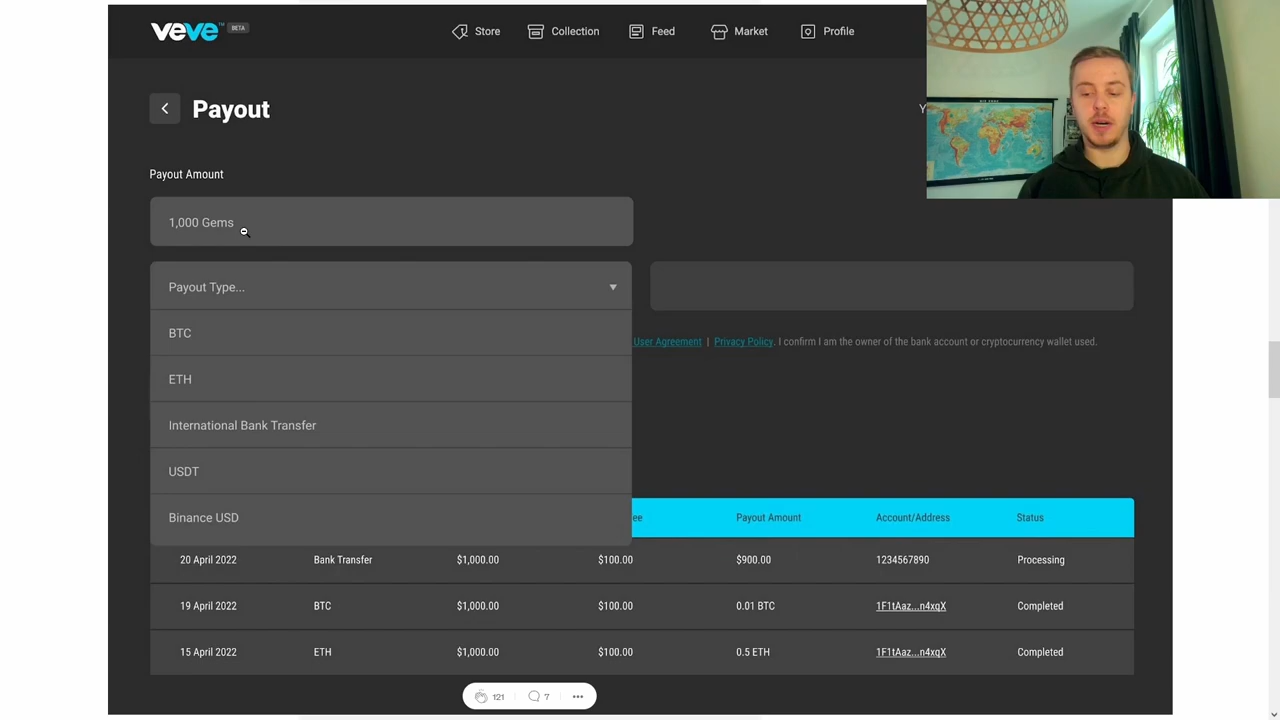 veve™ BETA
Store
Collection
Feed
Market
Profile
Payout
Y
Payout Amount
1,000 Gems
Payout Type...
BTC
User Agreement | Privacy Policy. I confirm I am the owner of the bank account or cryptocurrency wallet used.
ETH
International Bank Transfer
USDT
Binance USD
ee Payout Amount Account/Address Status
20 April 2022 Bank Transfer $1,000.00 $100.00 $900.00 1234567890 Processing
19 April 2022 BTC $1,000.00 $100.00 0.01 BTC 1F1tAaz...n4xqX Completed
15 April 2022 ETH $1,000.00 $100.00 0.5 ETH 1F1tAaz...n4xqX Completed
121
7